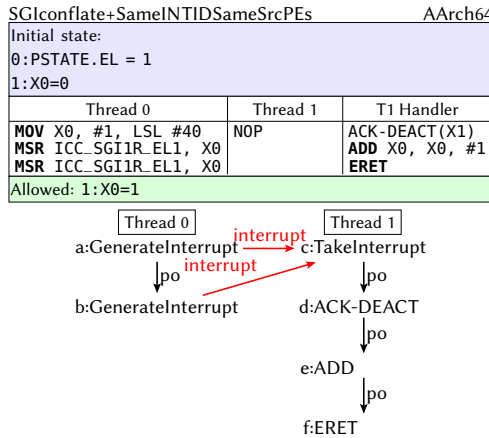 SGIconflate+SameINTIDSameSrcPEs AArch64
Initial state:
0:PSTATE.EL = 1
1:X0=0
Thread 0 Thread 1 T1 Handler
MOV X0, #1, LSL #40 NOP ACK-DEACT(X1)
MSR ICC_SGI1R_EL1, X0 ADD X0, X0, #1
MSR ICC_SGI1R_EL1, X0 ERET
Allowed: 1:X0=1
Thread 0 Thread 1
a:GenerateInterrupt interrupt c:TakeInterrupt
po interrupt po
b:GenerateInterrupt d:ACK-DEACT
po
e:ADD
po
f:ERET